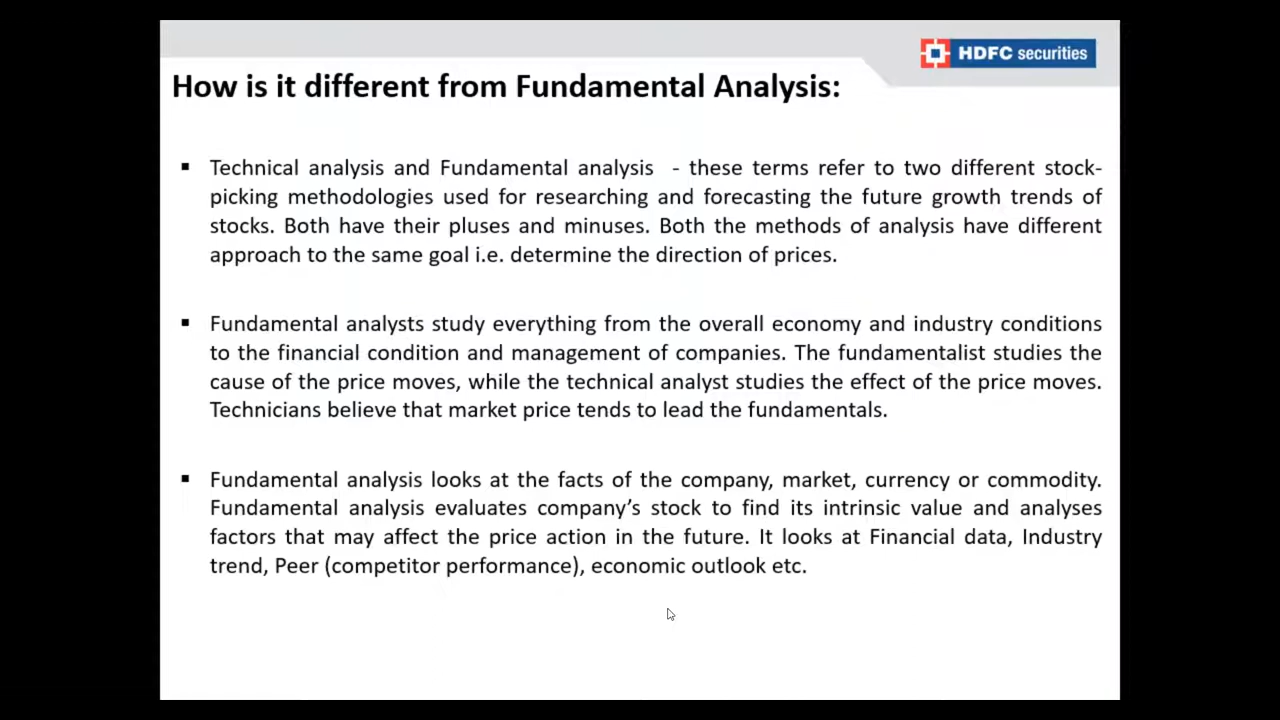 HDFC securities
How is it different from Fundamental Analysis:
▪ Technical analysis and Fundamental analysis - these terms refer to two different stock-
picking methodologies used for researching and forecasting the future growth trends of
stocks. Both have their pluses and minuses. Both the methods of analysis have different
approach to the same goal i.e. determine the direction of prices.
▪ Fundamental analysts study everything from the overall economy and industry conditions
to the financial condition and management of companies. The fundamentalist studies the
cause of the price moves, while the technical analyst studies the effect of the price moves.
Technicians believe that market price tends to lead the fundamentals.
▪ Fundamental analysis looks at the facts of the company, market, currency or commodity.
Fundamental analysis evaluates company’s stock to find its intrinsic value and analyses
factors that may affect the price action in the future. It looks at Financial data, Industry
trend, Peer (competitor performance), economic outlook etc.